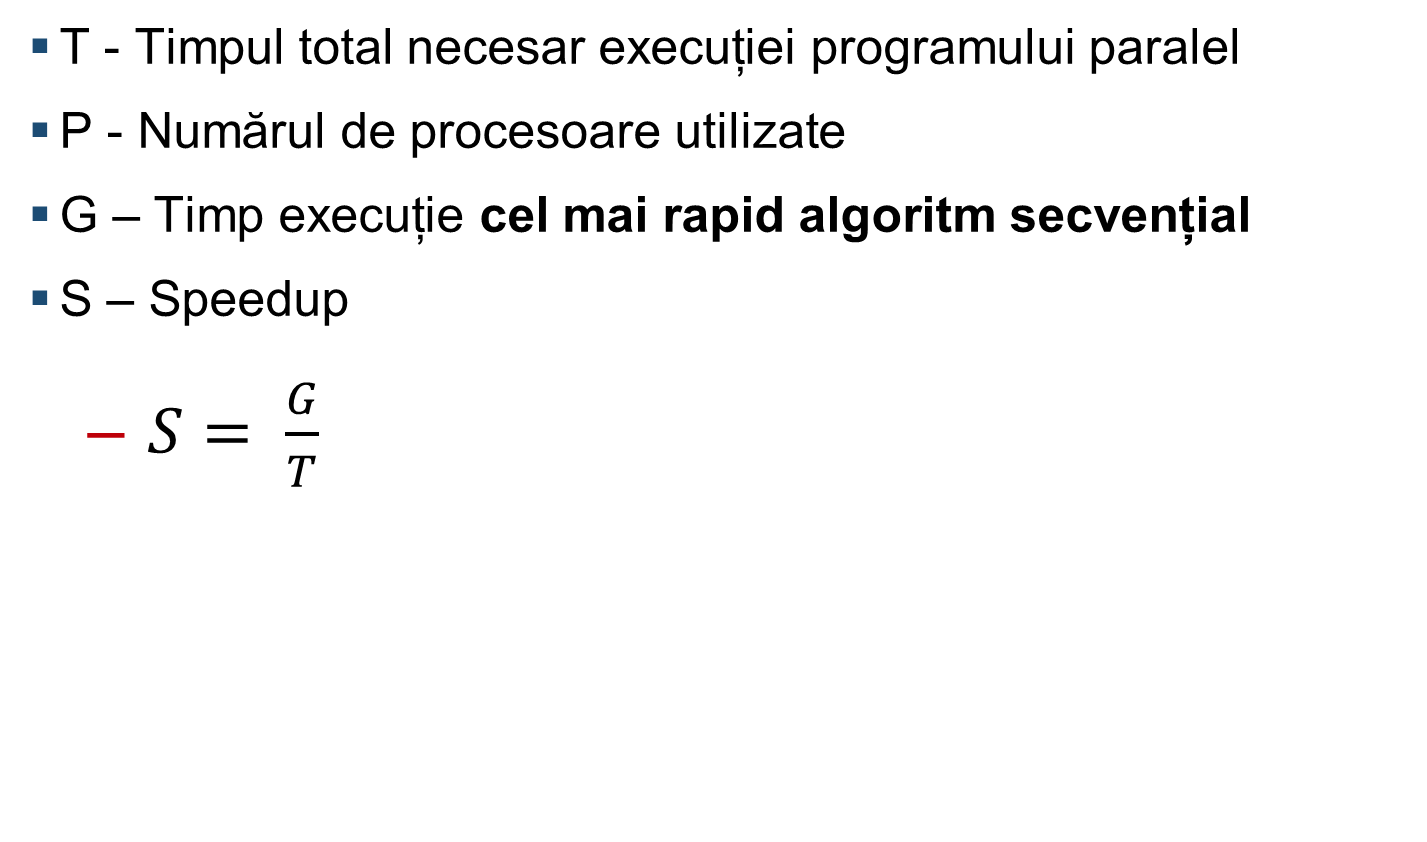 ▪ T - Timpul total necesar execuției programului paralel
▪ P - Numărul de procesoare utilizate
▪ G – Timp execuție cel mai rapid algoritm secvențial
▪ S – Speedup
– S = G/T